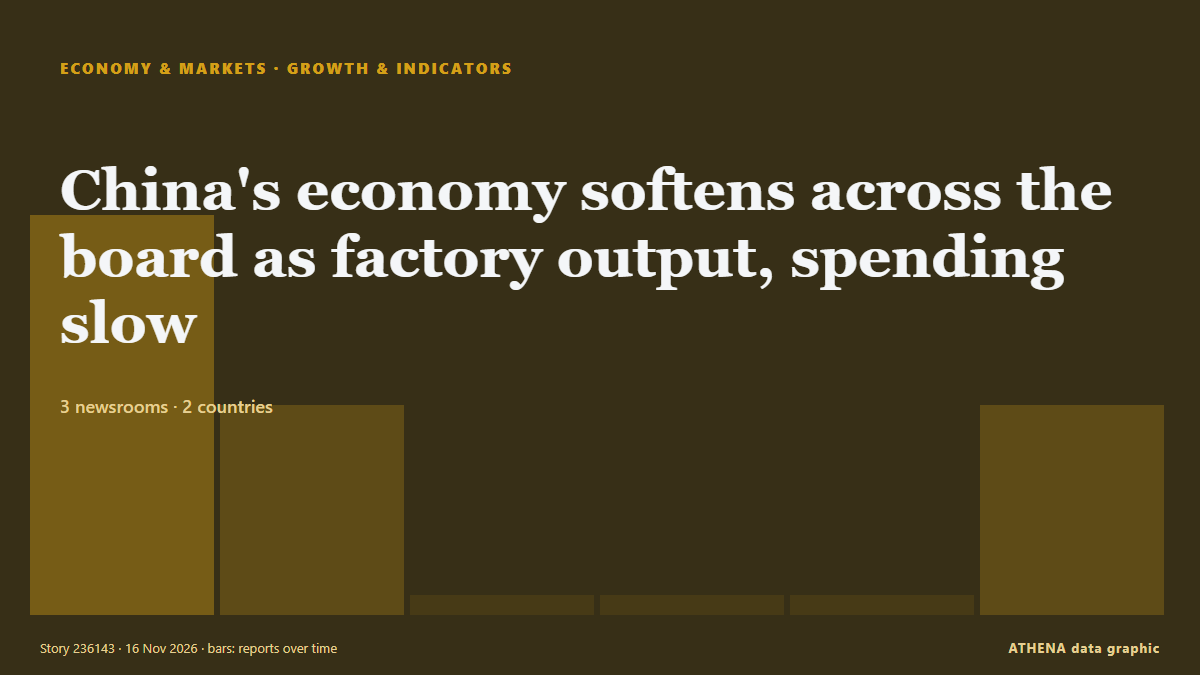 ECONOMY & MARKETS · GROWTH & INDICATORS
China's economy softens across the
board as factory output, spending
slow
3 newsrooms · 2 countries
Story 236143 · 16 Nov 2026 · bars: reports over time
ATHENA data graphic